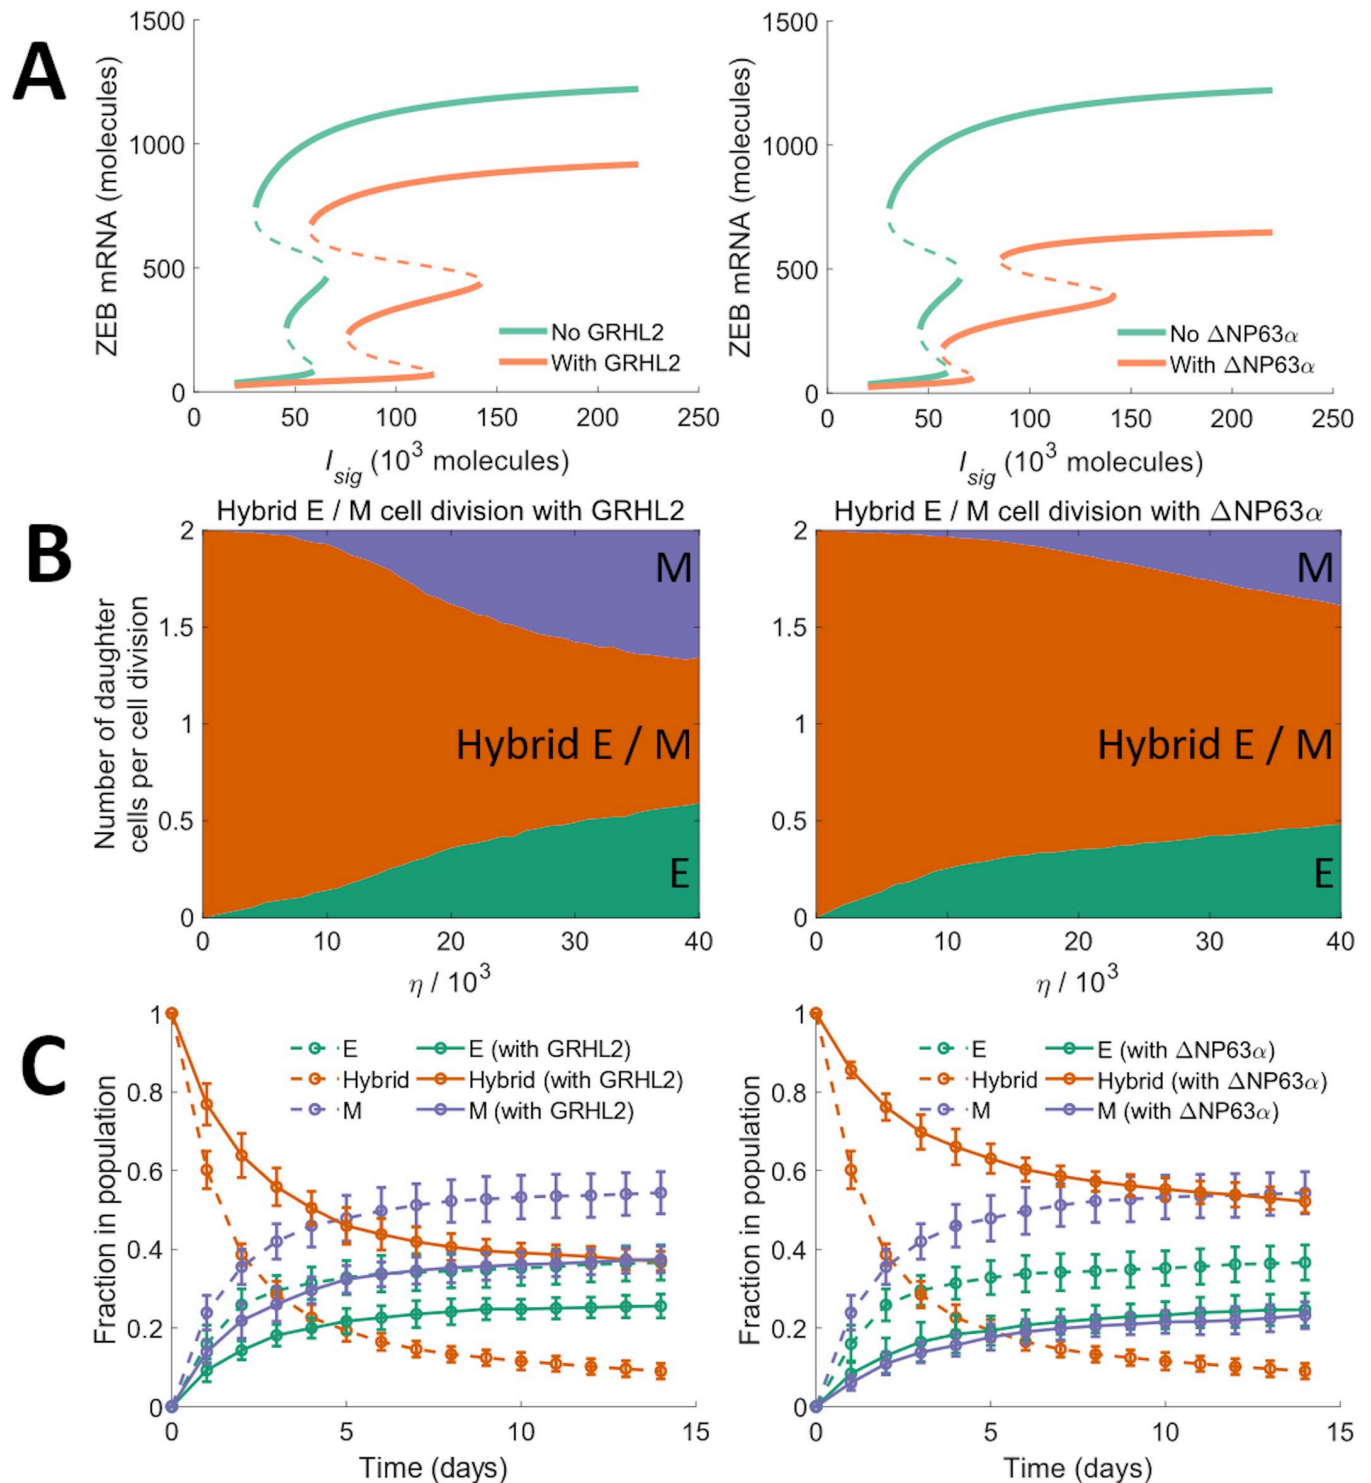 A
1500
1000
500
0
ZEB mRNA (molecules)
No GRHL2
With GRHL2
0 50 100 150 200 250
I_sig (10^3 molecules)
1500
1000
500
0
ZEB mRNA (molecules)
No ΔNP63α
With ΔNP63α
0 50 100 150 200 250
I_sig (10^3 molecules)
B
Hybrid E / M cell division with GRHL2
2
1.5
1
0.5
0
Number of daughter
cells per cell division
M
Hybrid E / M
E
0 10 20 30 40
η / 10^3
Hybrid E / M cell division with ΔNP63α
2
1.5
1
0.5
0
M
Hybrid E / M
E
0 10 20 30 40
η / 10^3
C
1
0.8
0.6
0.4
0.2
0
Fraction in population
E E (with GRHL2)
Hybrid Hybrid (with GRHL2)
M M (with GRHL2)
0 5 10 15
Time (days)
1
0.8
0.6
0.4
0.2
0
Fraction in population
E E (with ΔNP63α)
Hybrid Hybrid (with ΔNP63α)
M M (with ΔNP63α)
0 5 10 15
Time (days)